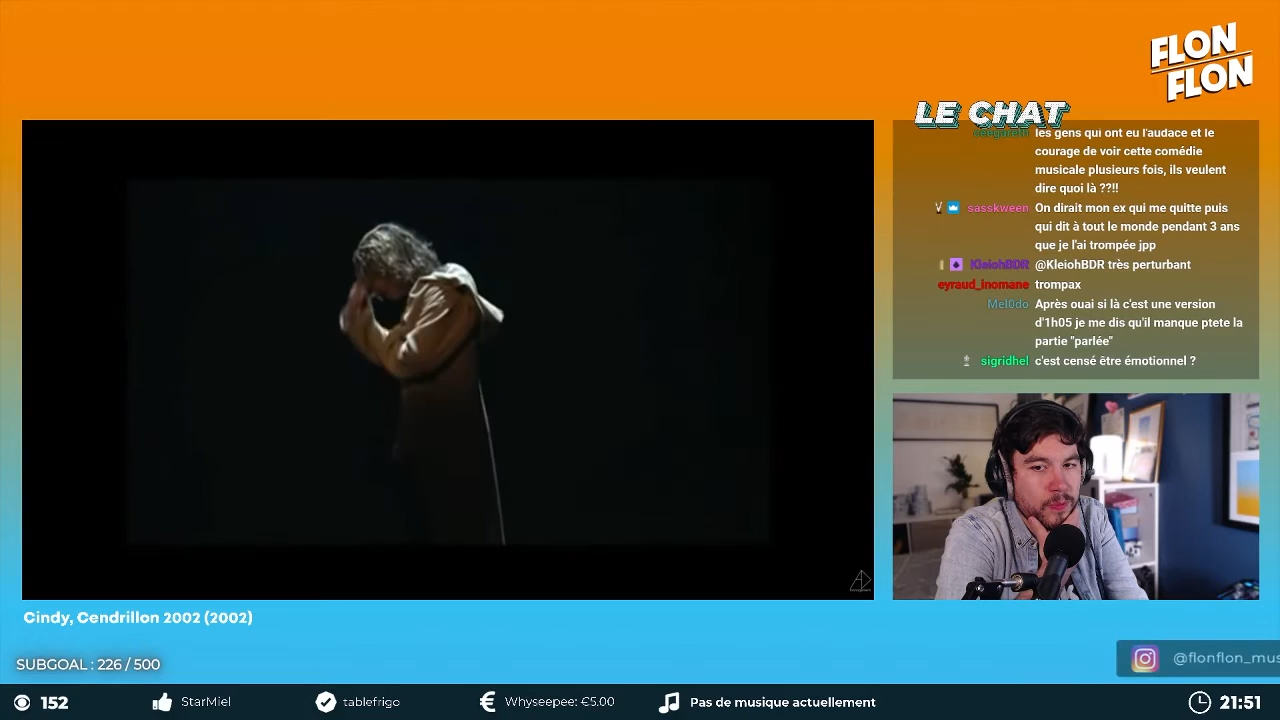 FLON
FLON
LE CHAT
les gens qui ont eu l'audace et le
courage de voir cette comédie
musicale plusieurs fois, ils veulent
dire quoi là ??!!
sasskween On dirait mon ex qui me quitte puis
qui dit à tout le monde pendant 3 ans
que je l'ai trompée jpp
KleiohBDR @KleiohBDR très perturbant
eyraud_inomane trompax
Mel0do Après ouai si là c'est une version
d'1h05 je me dis qu'il manque ptete la
partie "parlée"
sigridhel c'est censé être émotionnel ?
Cindy, Cendrillon 2002 (2002)
SUBGOAL : 226 / 500
@flonflon_mus
152 StarMiel tablefrigo Whyseepee: €5.00 Pas de musique actuellement 21:51